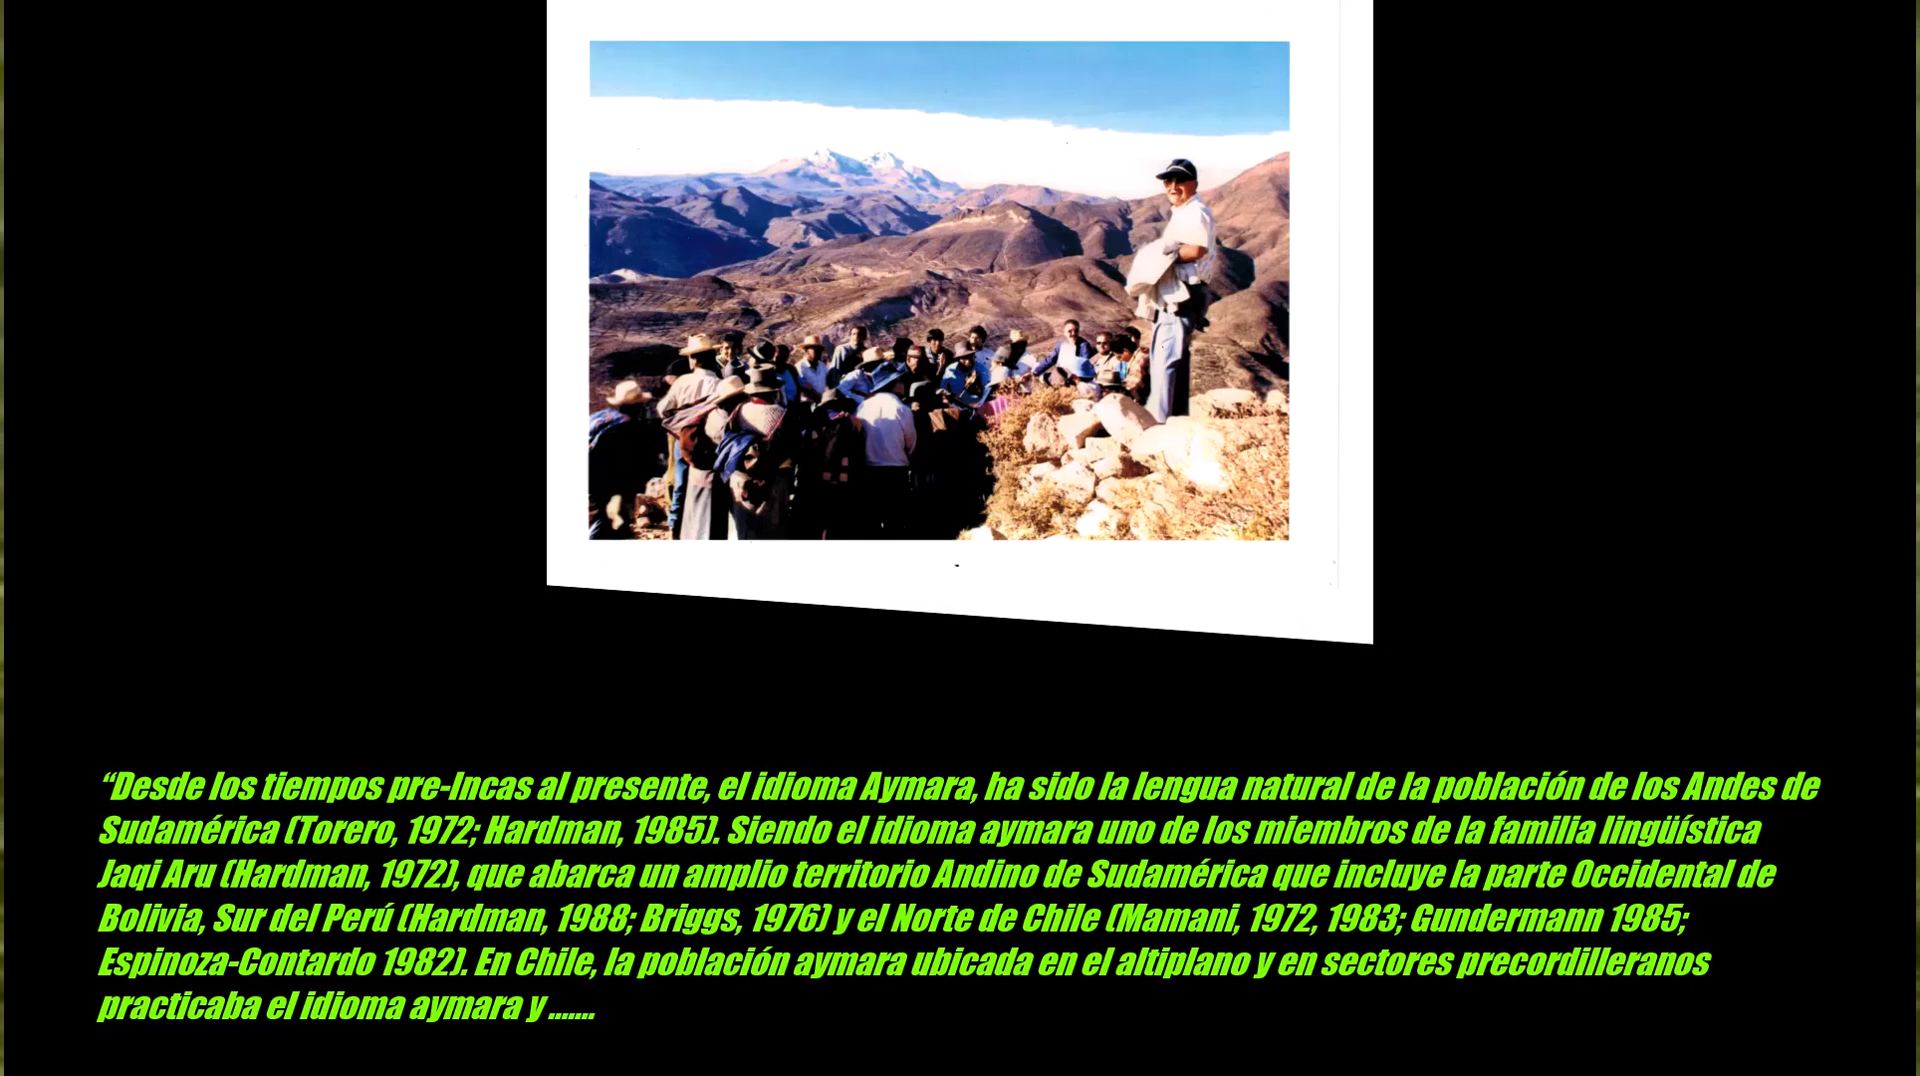 “Desde los tiempos pre-Incas al presente, el idioma Aymara, ha sido la lengua natural de la población de los Andes de
Sudamérica (Torero, 1972; Hardman, 1985). Siendo el idioma aymara uno de los miembros de la familia lingüística
Jaqi Aru (Hardman, 1972), que abarca un amplio territorio Andino de Sudamérica que incluye la parte Occidental de
Bolivia, Sur del Perú (Hardman, 1988; Briggs, 1976) y el Norte de Chile (Mamani, 1972, 1983; Gundermann 1985;
Espinoza-Contardo 1982). En Chile, la población aymara ubicada en el altiplano y en sectores precordilleranos
practicaba el idioma aymara y .......